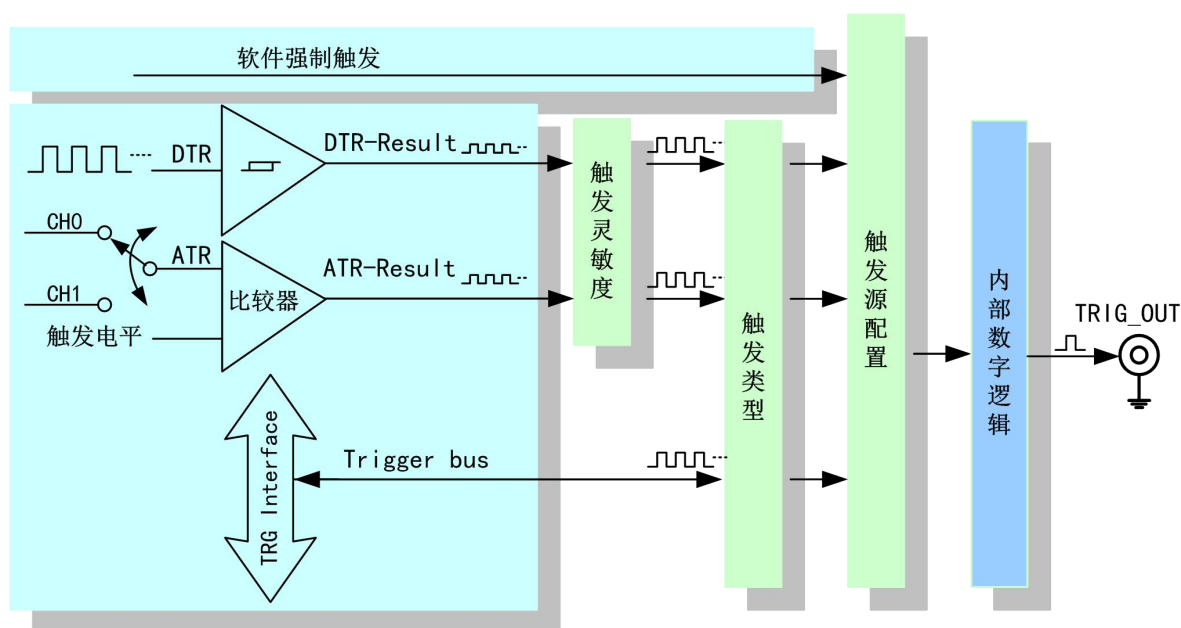 软件强制触发
DTR
DTR-Result
CH0
ATR
ATR-Result
CH1
比较器
触发电平
TRG Interface
Trigger bus
触发灵敏度
触发类型
触发源配置
内部数字逻辑
TRIG_OUT